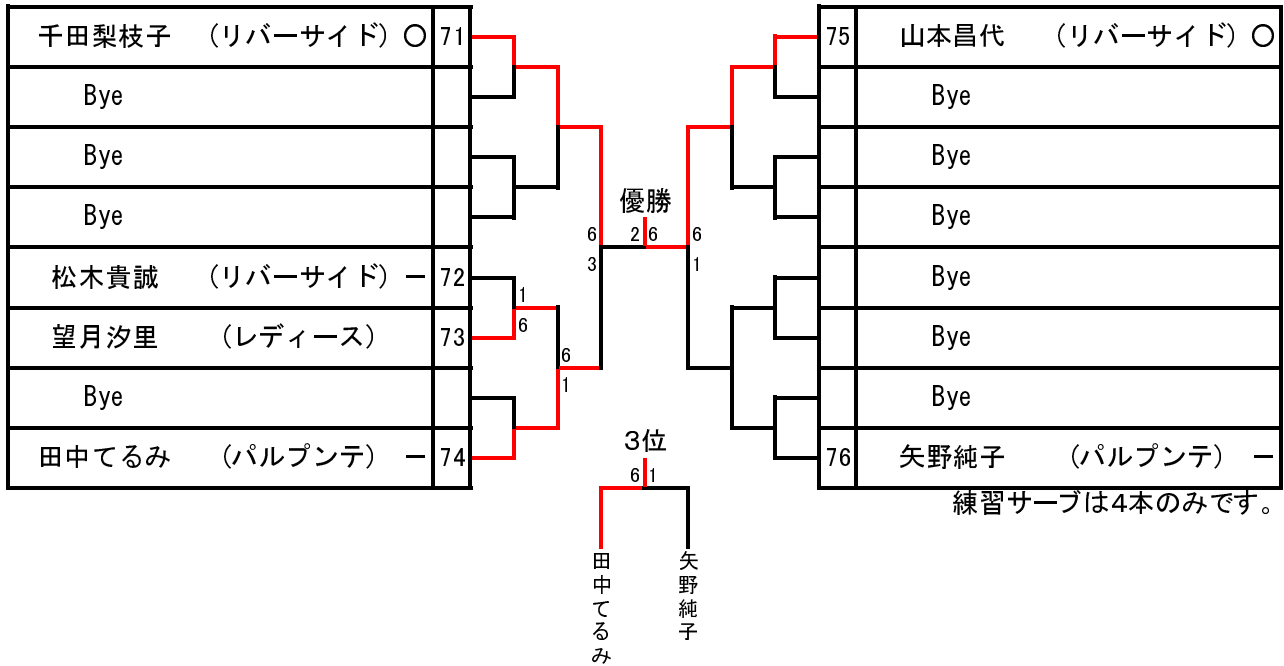 千田梨枝子 （リバーサイド）〇 71
Bye
Bye
Bye
松木貴誠 （リバーサイド）ー 72
望月汐里 （レディース） 73
Bye
田中てるみ （パルプンテ） ー 74
6
3
1
6
6
1
優勝
2 6
6
1
75 山本昌代 （リバーサイド）〇
Bye
Bye
Bye
Bye
Bye
Bye
76 矢野純子 （パルプンテ） ー
練習サーブは4本のみです。
3位
6 1
田中てるみ
矢野純子